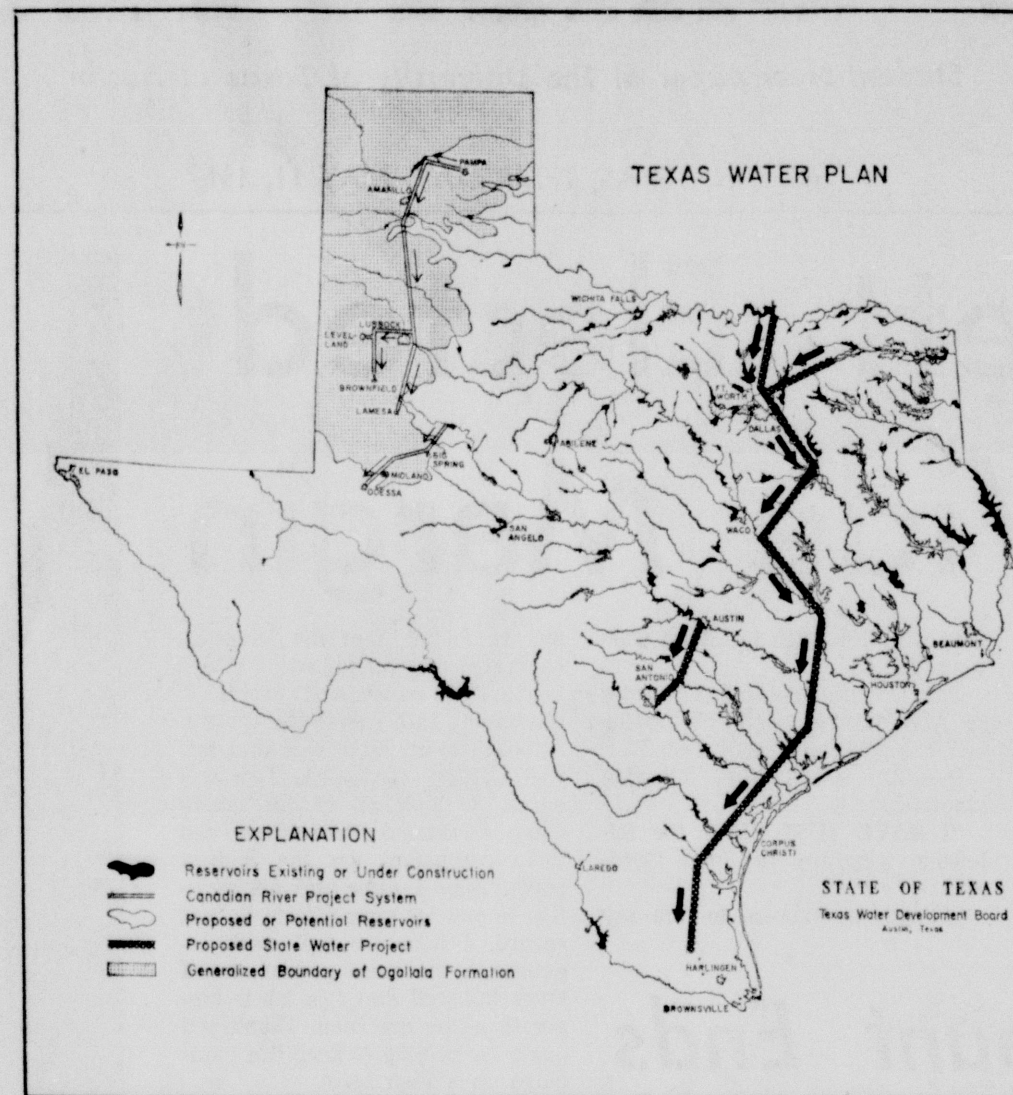 TEXAS WATER PLAN
PAMPA
AMARILLO
WICHITA FALLS
LUBBOCK
LEVEL-
LAND
BROWNFIELD
LAMESA
FT.
WORTH
DALLAS
ABILENE
BIG
SPRING
EL PASO
MIDLAND
ODESSA
SAN
ANGELO
WACO
AUSTIN
BEAUMONT
SAN
ANTONIO
HOUSTON
EXPLANATION
Reservoirs Existing or Under Construction
Canadian River Project System
Proposed or Potential Reservoirs
Proposed State Water Project
Generalized Boundary of Ogallala Formation
LAREDO
CORPUS
CHRISTI
STATE OF TEXAS
Texas Water Development Board
Austin, Texas
HARLINGEN
BROWNSVILLE